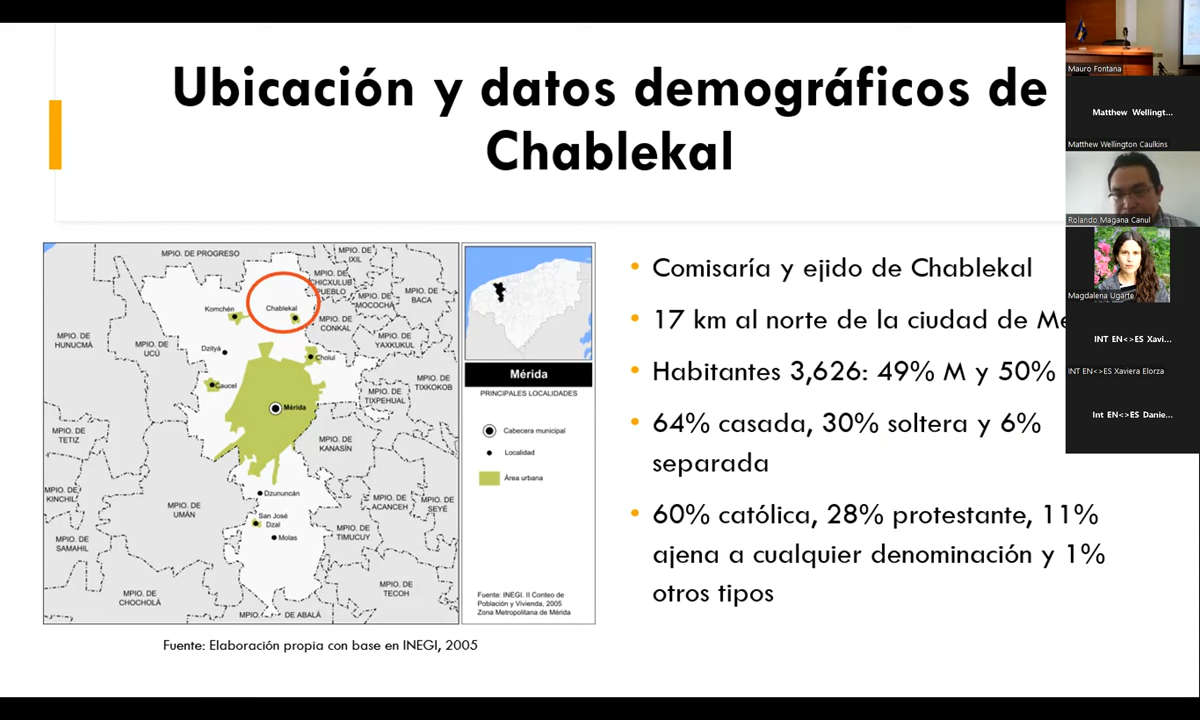 Ubicación y datos demográficos de
Chablekal
MPIO. DE PROGRESO
MPIO. DE
IXIL
MPIO. DE
CHICXULUB
PUEBLO
MPIO. DE
MOCOCHÁ
MPIO. DE
BACA
Komchén
Chablekal
MPIO. DE
CONKAL
MPIO. DE
HUNUCMÁ
MPIO. DE
UCÚ
Dzityá
Cholul
MPIO. DE
YAXKUKUL
Caucel
MPIO. DE
TIXPEHUAL
MPIO. DE
TIXKOKOB
Mérida
MPIO. DE
TETIZ
MPIO. DE
KANASÍN
MPIO. DE
KINCHIL
MPIO. DE
UMÁN
Dzununcán
MPIO. DE
ACANCEH
MPIO. DE
SEYÉ
San José
Dzal
Molas
MPIO. DE
TIMUCUY
MPIO. DE
SAMAHIL
MPIO. DE
CHOCHOLÁ
MPIO. DE
TECOH
MPIO. DE ABALÁ
Mérida
PRINCIPALES LOCALIDADES
Cabecera municipal
Localidad
Área urbana
Fuente: INEGI. II Conteo de
Población y Vivienda, 2005
Zona Metropolitana de Mérida
Fuente: Elaboración propia con base en INEGI, 2005
• Comisaría y ejido de Chablekal
• 17 km al norte de la ciudad de Mé
• Habitantes 3,626: 49% M y 50%
• 64% casada, 30% soltera y 6%
separada
• 60% católica, 28% protestante, 11%
ajena a cualquier denominación y 1%
otros tipos
Mauro Fontana
Matthew Wellingt...
Matthew Wellington Caulkins
Rolando Magana Canul
Magdalena Ugarte
INT EN<>ES Xavi...
INT EN<>ES Xaviera Elorza
Int EN<>ES Danie...